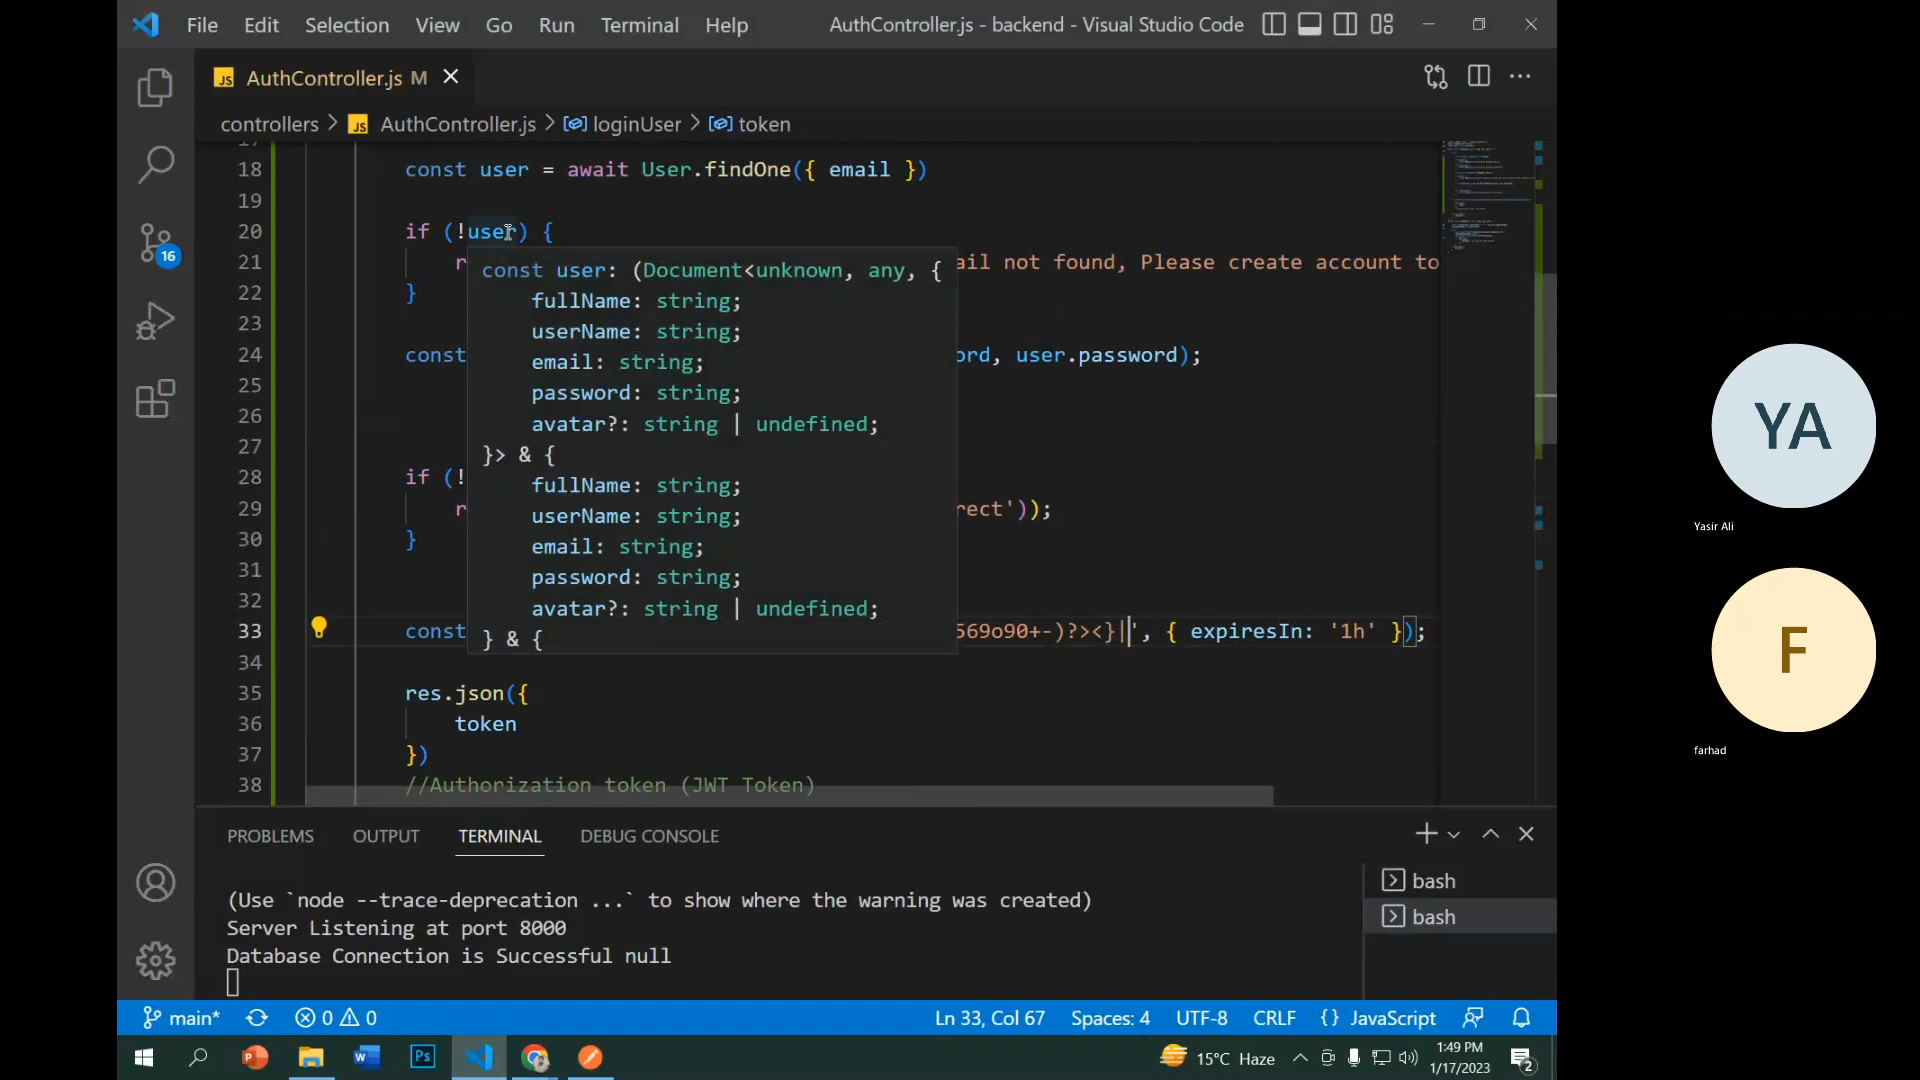 File Edit Selection View Go Run Terminal Help AuthController.js - backend - Visual Studio Code
JS AuthController.js M
controllers > JS AuthController.js > loginUser > token
18 const user = await User.findOne({ email })
19
20 if (!user) {
21 r ail not found, Please create account to
22 }
23
24 const ord, user.password);
25
26
27
28 if (!
29 r rect'));
30 }
31
32
33 const 569o90+-)?><}|', { expiresIn: '1h' });
34
35 res.json({
36 token
37 })
38 //Authorization token (JWT Token)
const user: (Document<unknown, any, {
fullName: string;
userName: string;
email: string;
password: string;
avatar?: string | undefined;
}> & {
fullName: string;
userName: string;
email: string;
password: string;
avatar?: string | undefined;
} & {
16
PROBLEMS OUTPUT TERMINAL DEBUG CONSOLE
(Use `node --trace-deprecation ...` to show where the warning was created)
Server Listening at port 8000
Database Connection is Successful null
bash
bash
main* 0 0 Ln 33, Col 67 Spaces: 4 UTF-8 CRLF {} JavaScript
P W Ps 15°C Haze 1:49 PM
1/17/2023
2
YA
Yasir Ali
F
farhad